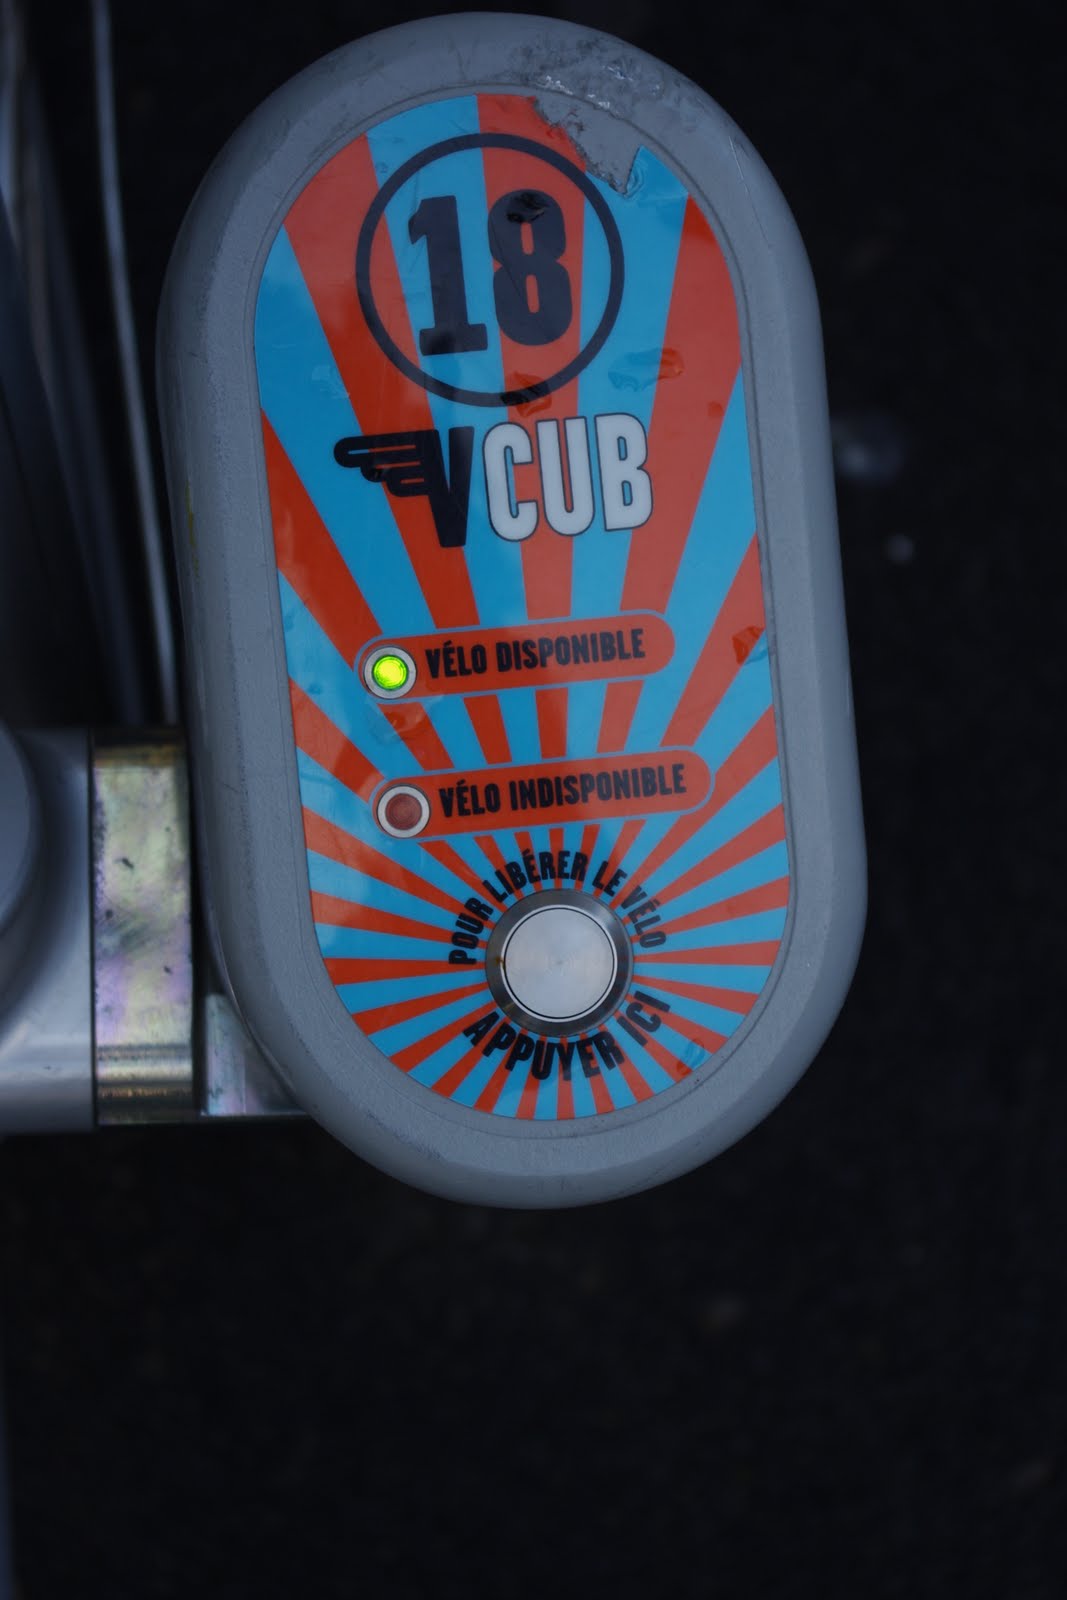 18
VCUB
VÉLO DISPONIBLE
VÉLO INDISPONIBLE
POUR LIBÉRER LE VÉLO
APPUYER ICI